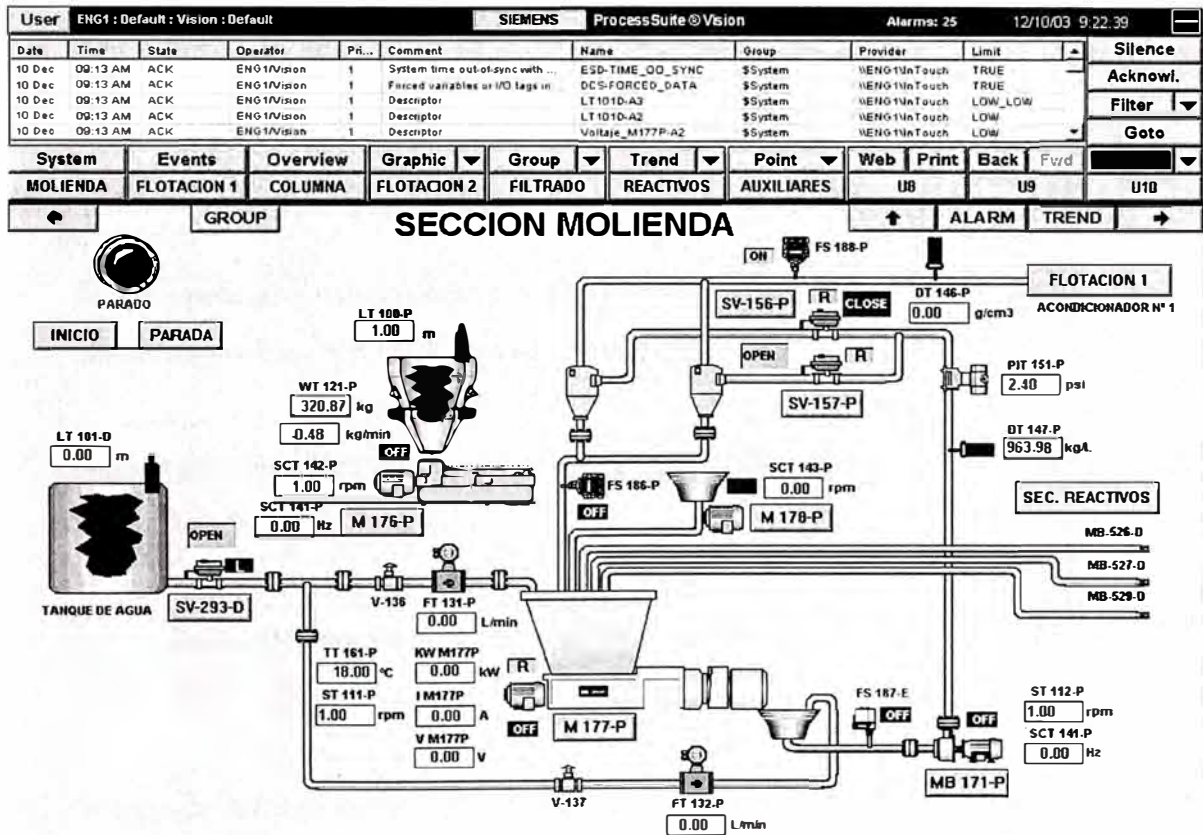 User ENG1 : Default : Vision : Default SIEMENS ProcessSuite ® Vision Alarms: 25 12/10/03 9:22:39
Date Time State Operator Pri... Comment Name Group Provider Limit Silence
10 Dec 09:13 AM ACK ENG1/Vision 1 System time out-of-sync with ... ESD-TIME_OO_SYNC $System \\ENG1\InTouch TRUE
10 Dec 09:13 AM ACK ENG1/Vision 1 Forced variables or I/O tags in DCS-FORCED_DATA $System \\ENG1\InTouch TRUE
10 Dec 09:13 AM ACK ENG1/Vision 1 Descriptor LT101D-A3 $System \\ENG1\InTouch LOW_LOW
10 Dec 09:13 AM ACK ENG1/Vision 1 Descriptor LT101D-A2 $System \\ENG1\InTouch LOW
10 Dec 09:13 AM ACK ENG1/Vision 1 Descriptor Voltaje_M177P-A2 $System \\ENG1\InTouch LOW
Acknowl.
Filter
Goto
System Events Overview Graphic Group Trend Point Web Print Back Fwd
MOLIENDA FLOTACION 1 COLUMNA FLOTACION 2 FILTRADO REACTIVOS AUXILIARES U8 U9 U10
GROUP SECCION MOLIENDA ALARM TREND
PARADO
INICIO PARADA
LT 100-P
1.00 m
WT 121-P
320.87 kg
-0.48 kg/min
OFF
SCT 142-P
1.00 rpm
SCT 141-P
0.00 Hz M 176-P
LT 101-D
0.00 m
OPEN
L
TANQUE DE AGUA SV-293-D
ON FS 188-P
FLOTACION 1
ACONDICIONADOR Nº 1
SV-156-P R CLOSE
DT 146-P
0.00 g/cm3
OPEN R
SV-157-P
PIT 151-P
2.40 psi
DT 147-P
963.98 kg/L
FS 186-P
OFF
SCT 143-P
0.00 rpm
M 178-P
SEC. REACTIVOS
MB-526-D
MB-527-D
MB-529-D
V-136
FT 131-P
0.00 L/min
TT 161-P
18.00 ºC
ST 111-P
1.00 rpm
KW M177P
0.00 kW
I M177P
0.00 A
V M177P
0.00 V
R
OFF
M 177-P
FS 187-E
OFF
OFF
ST 112-P
1.00 rpm
SCT 141-P
0.00 Hz
MB 171-P
V-137
FT 132-P
0.00 L/min